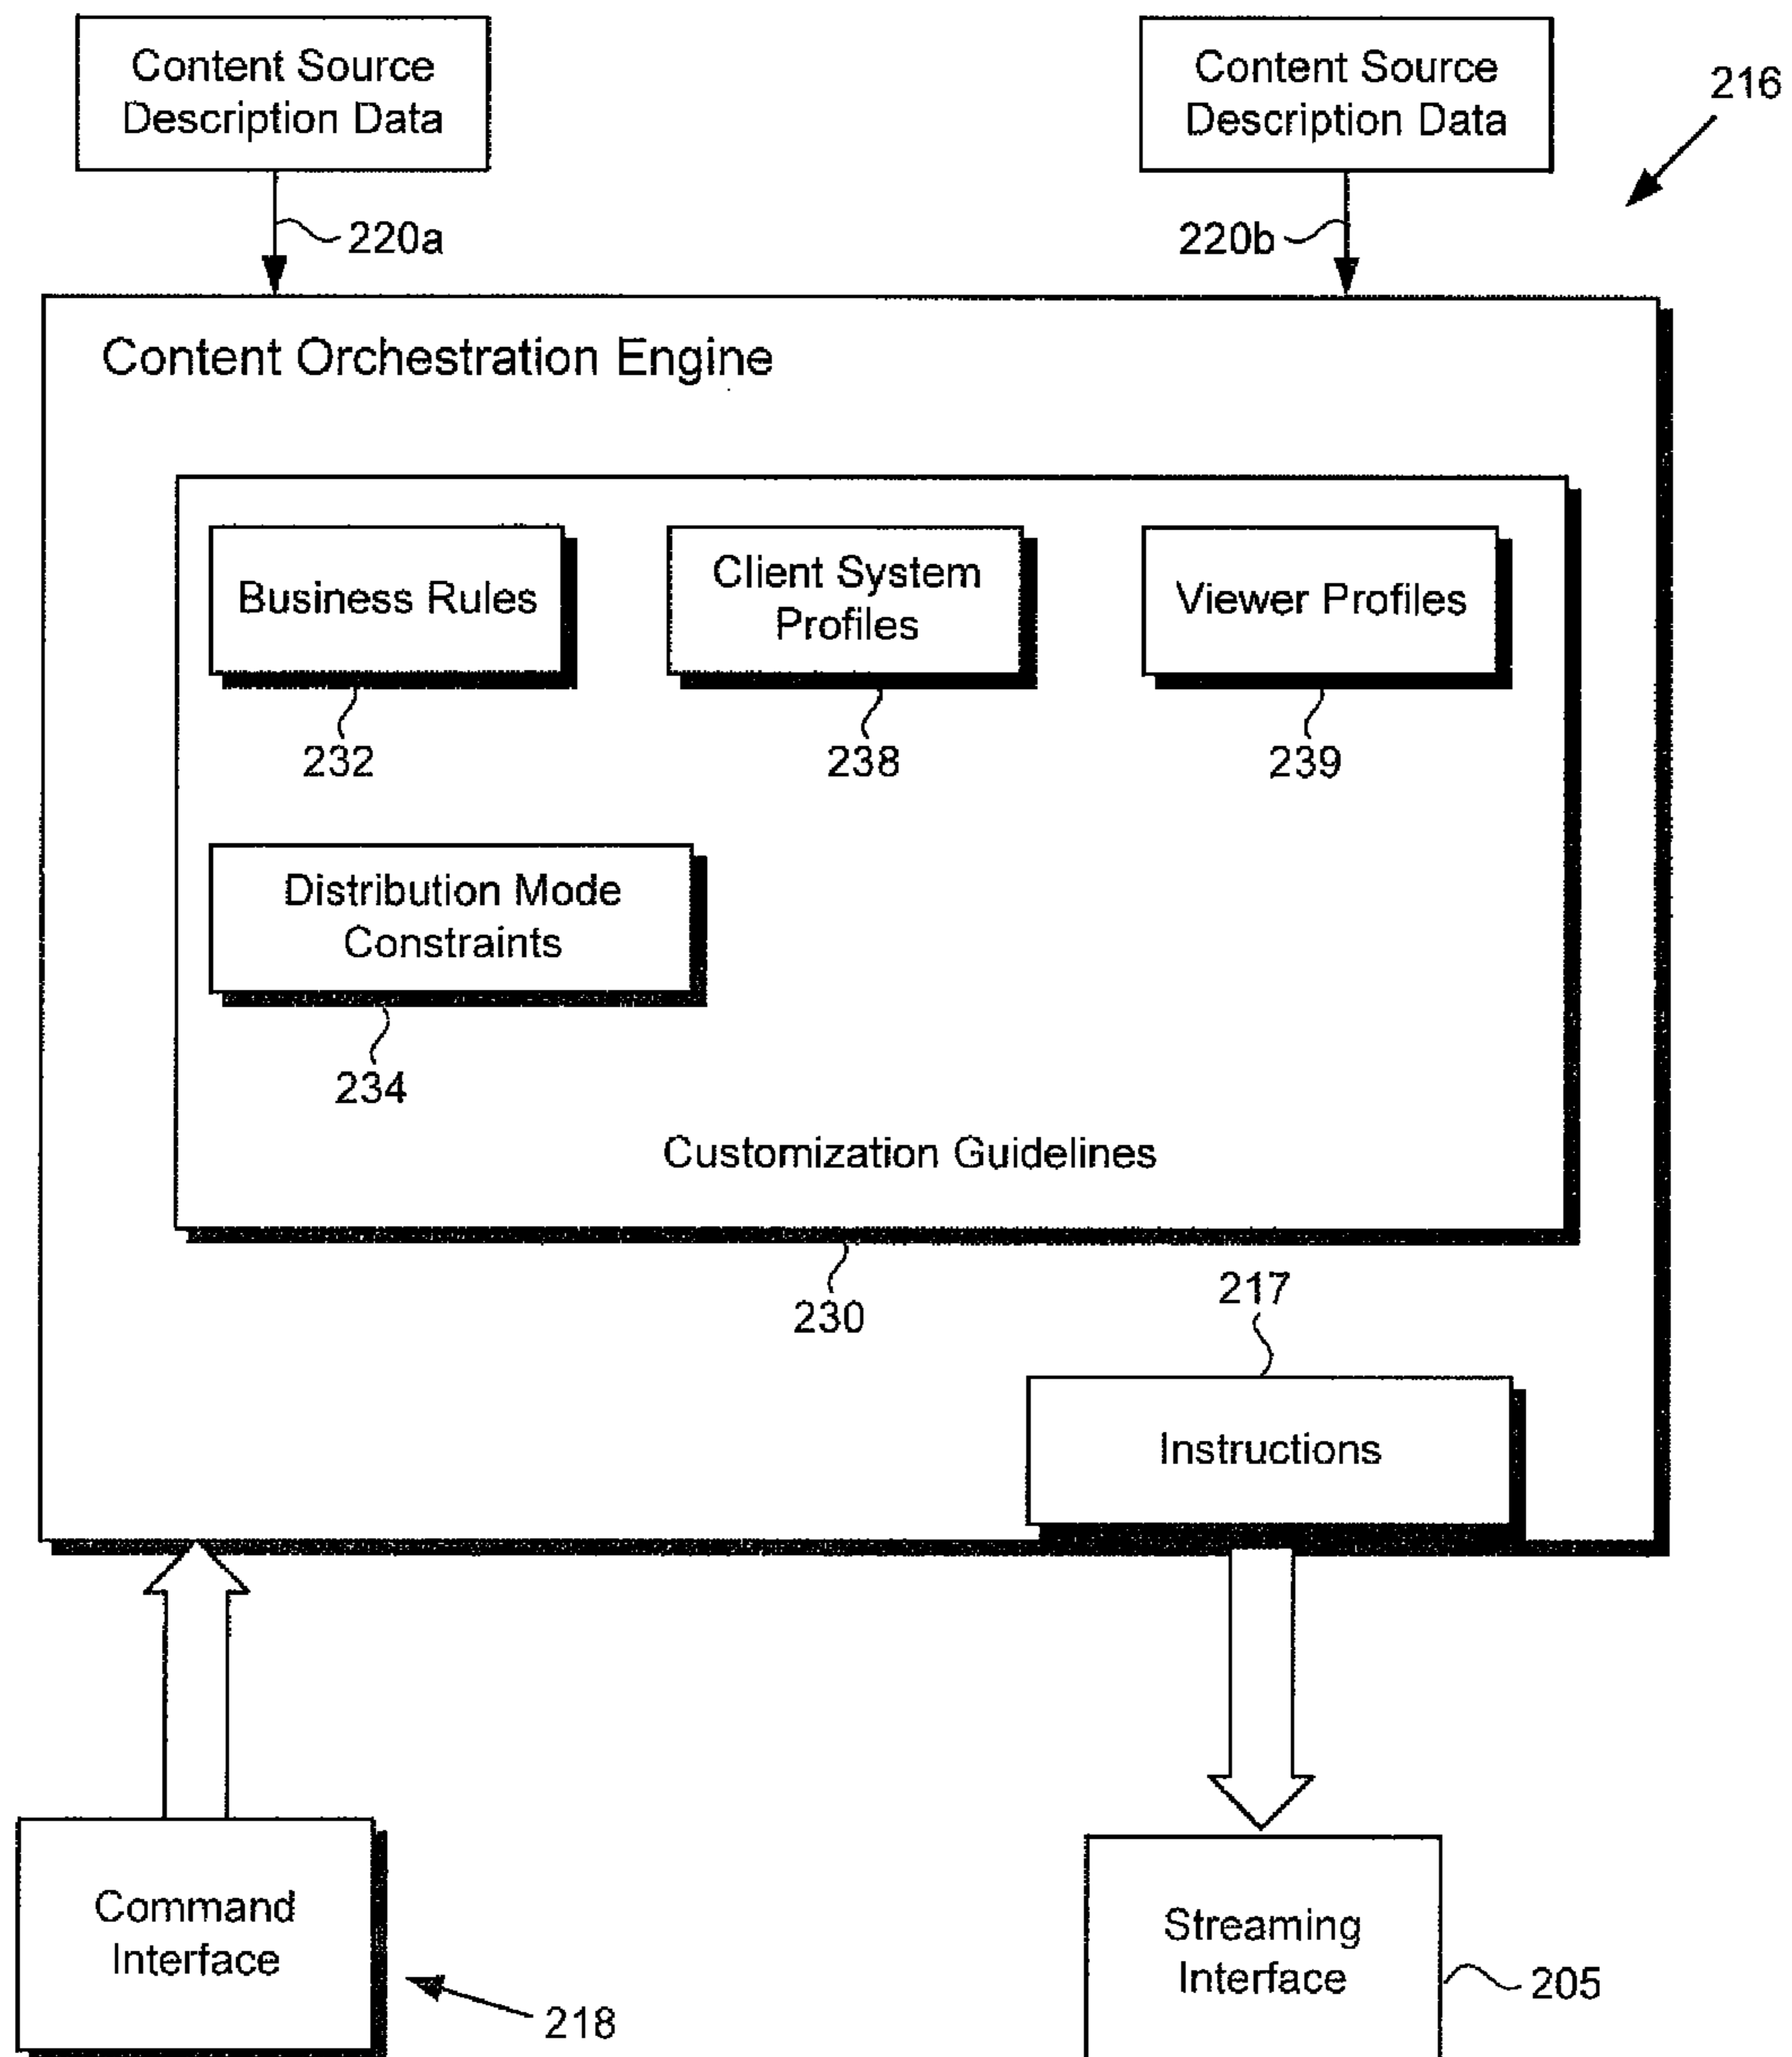 Content Source
Description Data
Content Source
Description Data
216
220a
220b
Content Orchestration Engine
Business Rules
Client System
Profiles
Viewer Profiles
232
238
239
Distribution Mode
Constraints
234
Customization Guidelines
230
217
Instructions
Command
Interface
218
Streaming
Interface
205